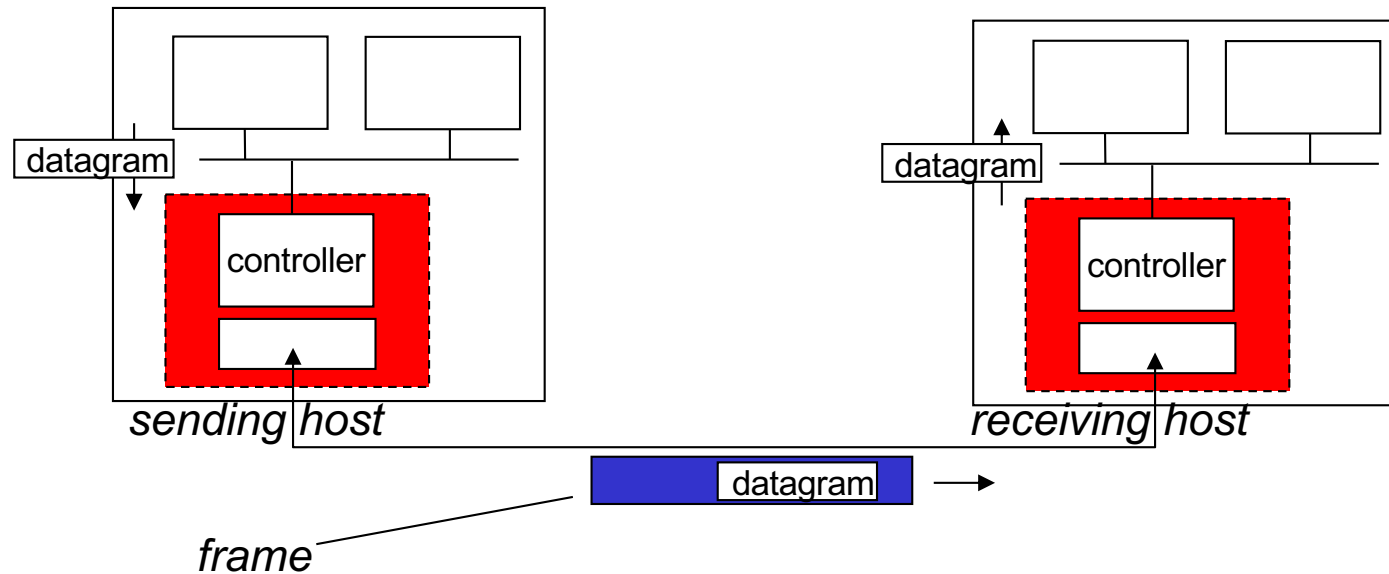 datagram
datagram
controller
controller
sending host
receiving host
datagram
frame